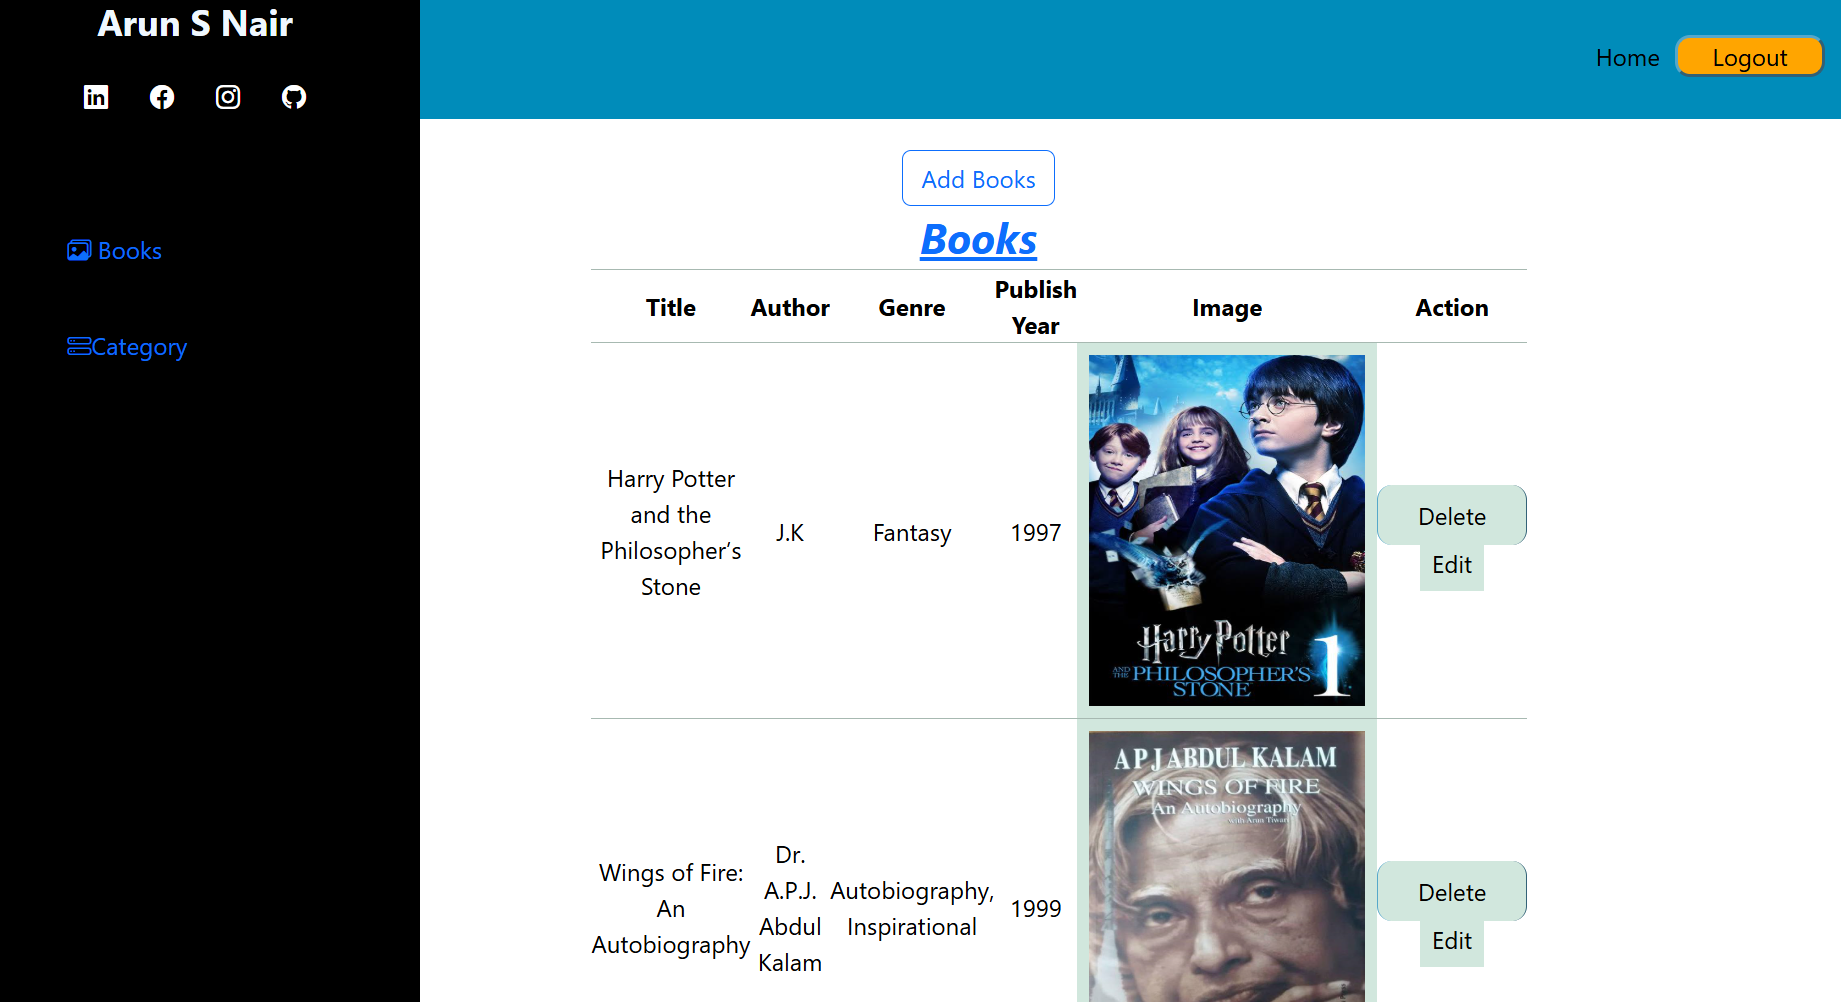 Arun S Nair
Home
Logout
Books
Category
Add Books
Books
Title Author Genre Publish Year Image Action
Harry Potter
and the
Philosopher’s
Stone
J.K
Fantasy
1997
Harry Potter 1
AND THE PHILOSOPHER'S
STONE
Delete
Edit
Wings of Fire:
An
Autobiography
Dr.
A.P.J.
Abdul
Kalam
Autobiography,
Inspirational
1999
A P J ABDUL KALAM
WINGS OF FIRE
An Autobiography
with Arun Tiwari
Delete
Edit